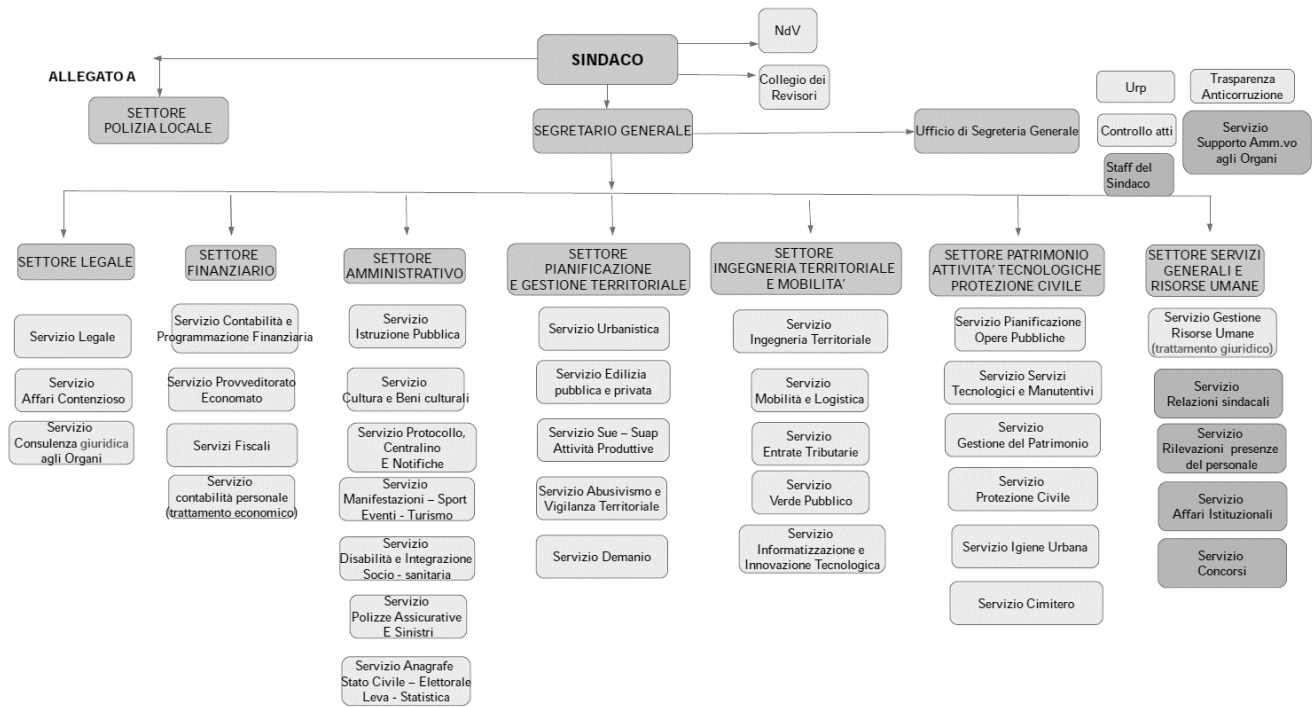 NdV
SINDACO
ALLEGATO A
Collegio dei
Revisori
Urp
Trasparenza
Anticorruzione
SETTORE
POLIZIA LOCALE
SEGRETARIO GENERALE
Ufficio di Segreteria Generale
Controllo atti
Servizio
Supporto Amm.vo
agli Organi
Staff del
Sindaco
SETTORE LEGALE
Servizio Legale
Servizio
Affari Contenzioso
Servizio
Consulenza giuridica
agli Organi
SETTORE
FINANZIARIO
Servizio Contabilità e
Programmazione Finanziaria
Servizio Provveditorato
Economato
Servizi Fiscali
Servizio
contabilità personale
(trattamento economico)
SETTORE
AMMINISTRATIVO
Servizio
Istruzione Pubblica
Servizio
Cultura e Beni culturali
Servizio Protocollo,
Centralino
E Notifiche
Servizio
Manifestazioni – Sport
Eventi - Turismo
Servizio
Disabilità e Integrazione
Socio - sanitaria
Servizio
Polizze Assicurative
E Sinistri
Servizio Anagrafe
Stato Civile – Elettorale
Leva - Statistica
SETTORE
PIANIFICAZIONE
E GESTIONE TERRITORIALE
Servizio Urbanistica
Servizio Edilizia
pubblica e privata
Servizio Sue – Suap
Attività Produttive
Servizio Abusivismo e
Vigilanza Territoriale
Servizio Demanio
SETTORE
INGEGNERIA TERRITORIALE
E MOBILITA’
Servizio
Ingegneria Territoriale
Servizio
Mobilità e Logistica
Servizio
Entrate Tributarie
Servizio
Verde Pubblico
Servizio
Informatizzazione e
Innovazione Tecnologica
SETTORE PATRIMONIO
ATTIVITA’ TECNOLOGICHE
PROTEZIONE CIVILE
Servizio Pianificazione
Opere Pubbliche
Servizio Servizi
Tecnologici e Manutentivi
Servizio
Gestione del Patrimonio
Servizio
Protezione Civile
Servizio Igiene Urbana
Servizio Cimitero
SETTORE SERVIZI
GENERALI E
RISORSE UMANE
Servizio Gestione
Risorse Umane
(trattamento giuridico)
Servizio
Relazioni sindacali
Servizio
Rilevazioni presenze
del personale
Servizio
Affari Istituzionali
Servizio
Concorsi